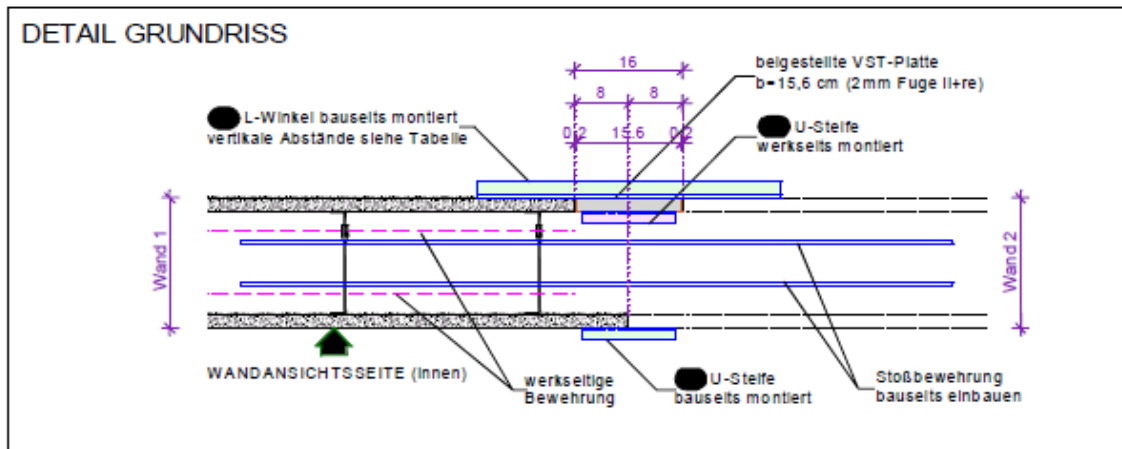 DETAIL GRUNDRISS
16
beigestellte VST-Platte
b=15,6 cm (2mm Fuge li+re)
8
8
L-Winkel bauseits montiert
vertikale Abstände siehe Tabelle
U-Steife
werkseits montiert
0.2
15.6
0.2
Wand 1
Wand 2
WANDANSICHTSSEITE (Innen)
werkseitige
Bewehrung
U-Steife
bauseits montiert
Stoßbewehrung
bauseits einbauen